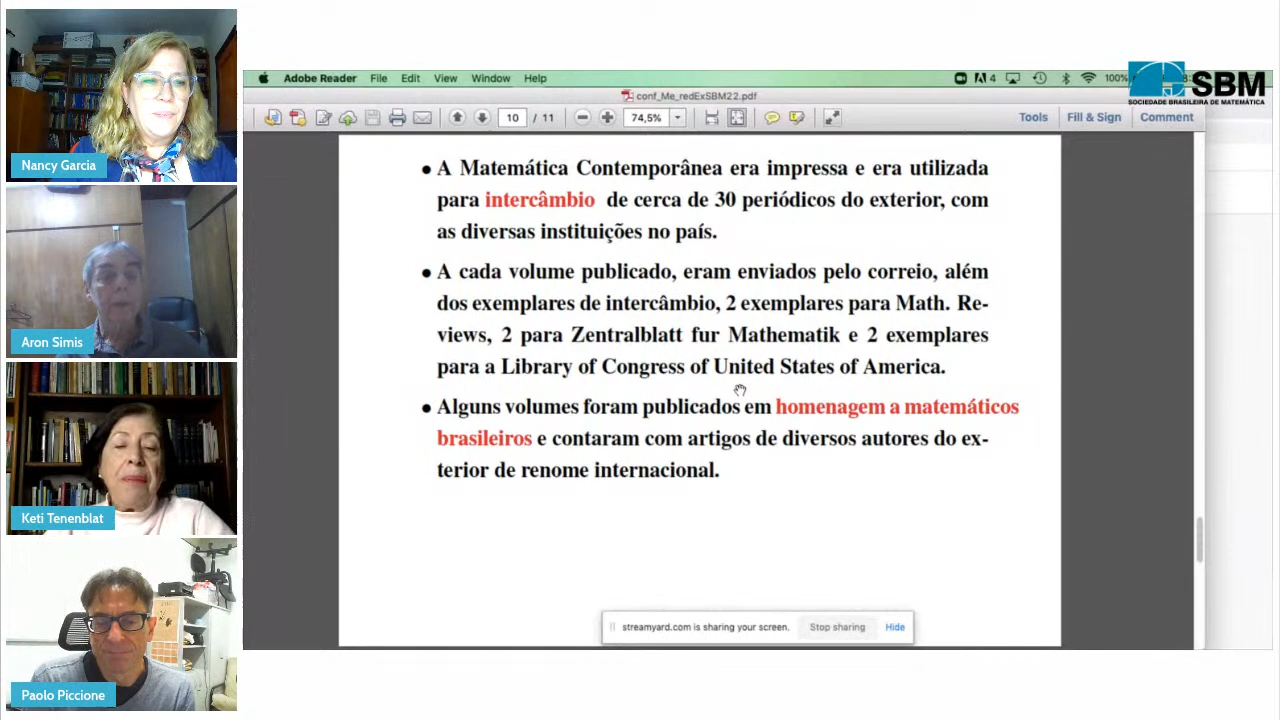 Nancy Garcia
Aron Simis
Keti Tenenblat
Paolo Piccione
Adobe Reader File Edit View Window Help
4
100%
SBM
SOCIEDADE BRASILEIRA DE MATEMÁTICA
conf_Me_redExSBM22.pdf
10 / 11
74,5%
Tools Fill & Sign Comment
• A Matemática Contemporânea era impressa e era utilizada
para intercâmbio de cerca de 30 periódicos do exterior, com
as diversas instituições no país.
• A cada volume publicado, eram enviados pelo correio, além
dos exemplares de intercâmbio, 2 exemplares para Math. Re-
views, 2 para Zentralblatt fur Mathematik e 2 exemplares
para a Library of Congress of United States of America.
• Alguns volumes foram publicados em homenagem a matemáticos
brasileiros e contaram com artigos de diversos autores do ex-
terior de renome internacional.
streamyard.com is sharing your screen. Stop sharing Hide